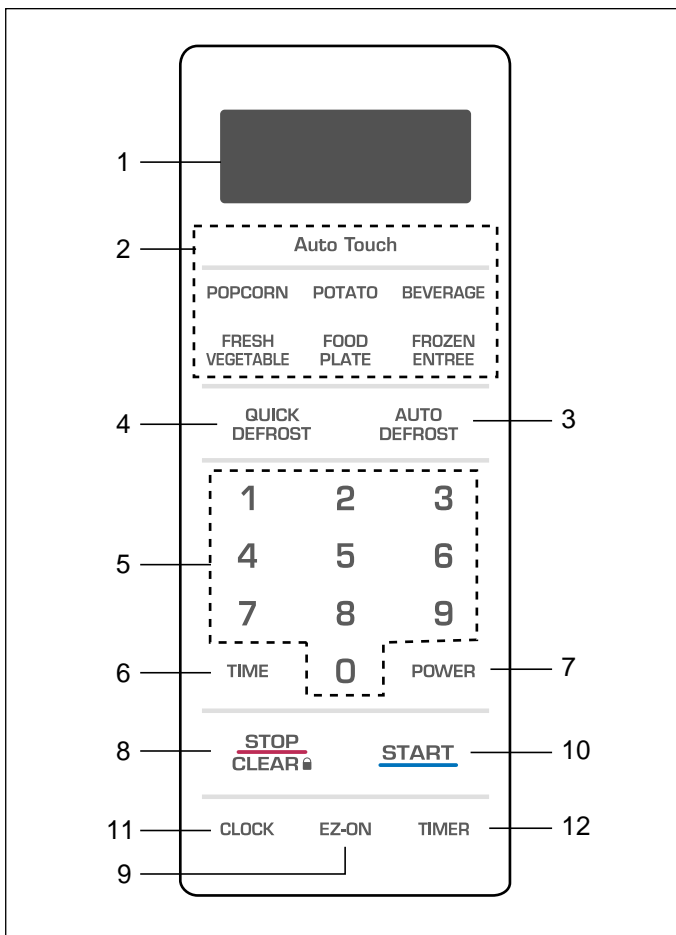 1
2 Auto Touch
POPCORN POTATO BEVERAGE
FRESH FOOD FROZEN
VEGETABLE PLATE ENTREE
4 QUICK AUTO 3
DEFROST DEFROST
1 2 3
5 4 5 6
7 8 9
6 TIME 0 POWER 7
8 STOP START 10
CLEAR
11 CLOCK EZ-ON TIMER 12
9